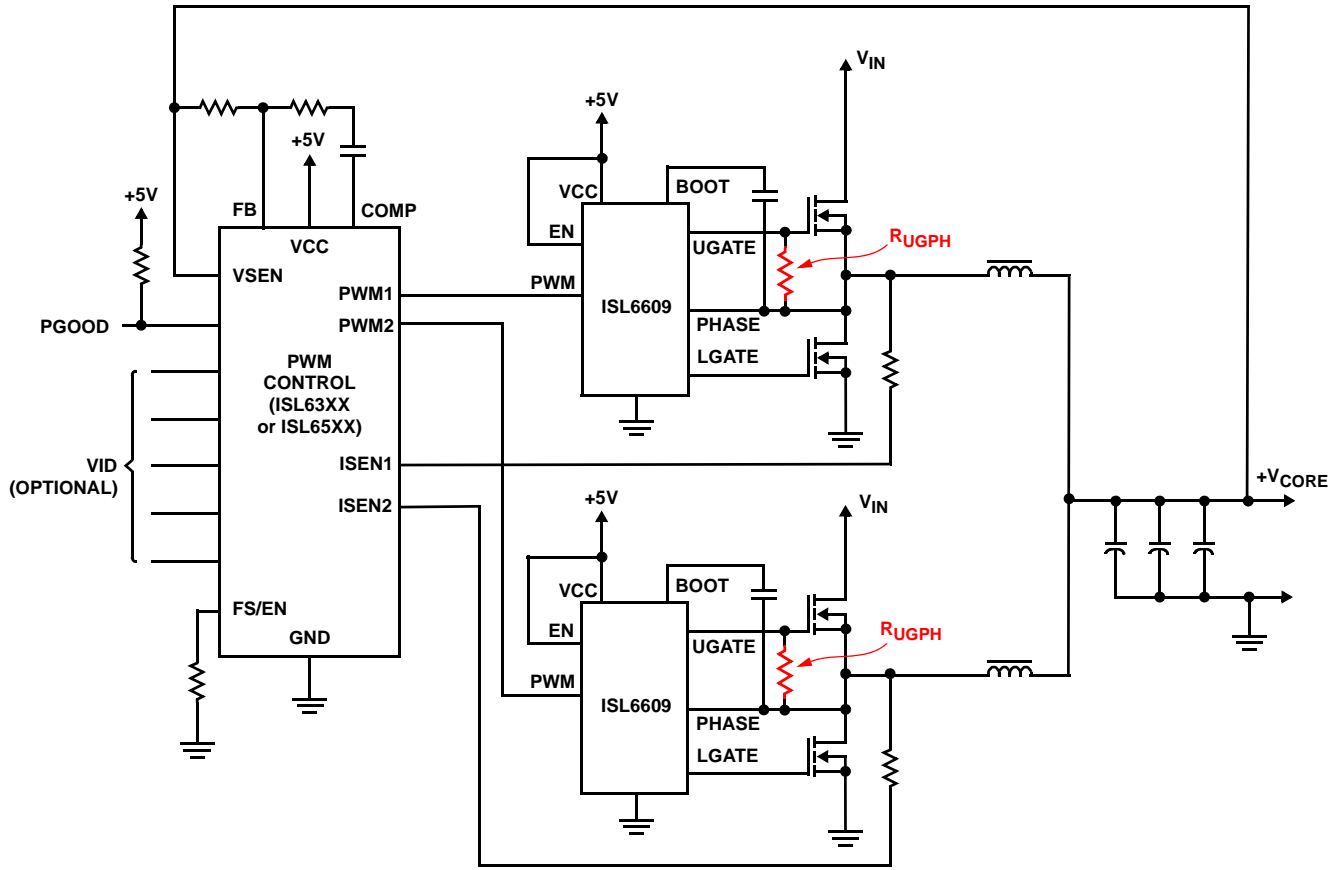 VIN
+5V
+5V
VCC
BOOT
+5V
FB
COMP
EN
UGATE
RUGPH
VCC
VSEN
PWM1
PWM
ISL6609
PGOOD
PWM2
PHASE
LGATE
PWM
CONTROL
(ISL63XX
or ISL65XX)
VID
(OPTIONAL)
ISEN1
ISEN2
+VCORE
+5V
VIN
VCC
BOOT
FS/EN
EN
UGATE
RUGPH
GND
PWM
ISL6609
PHASE
LGATE